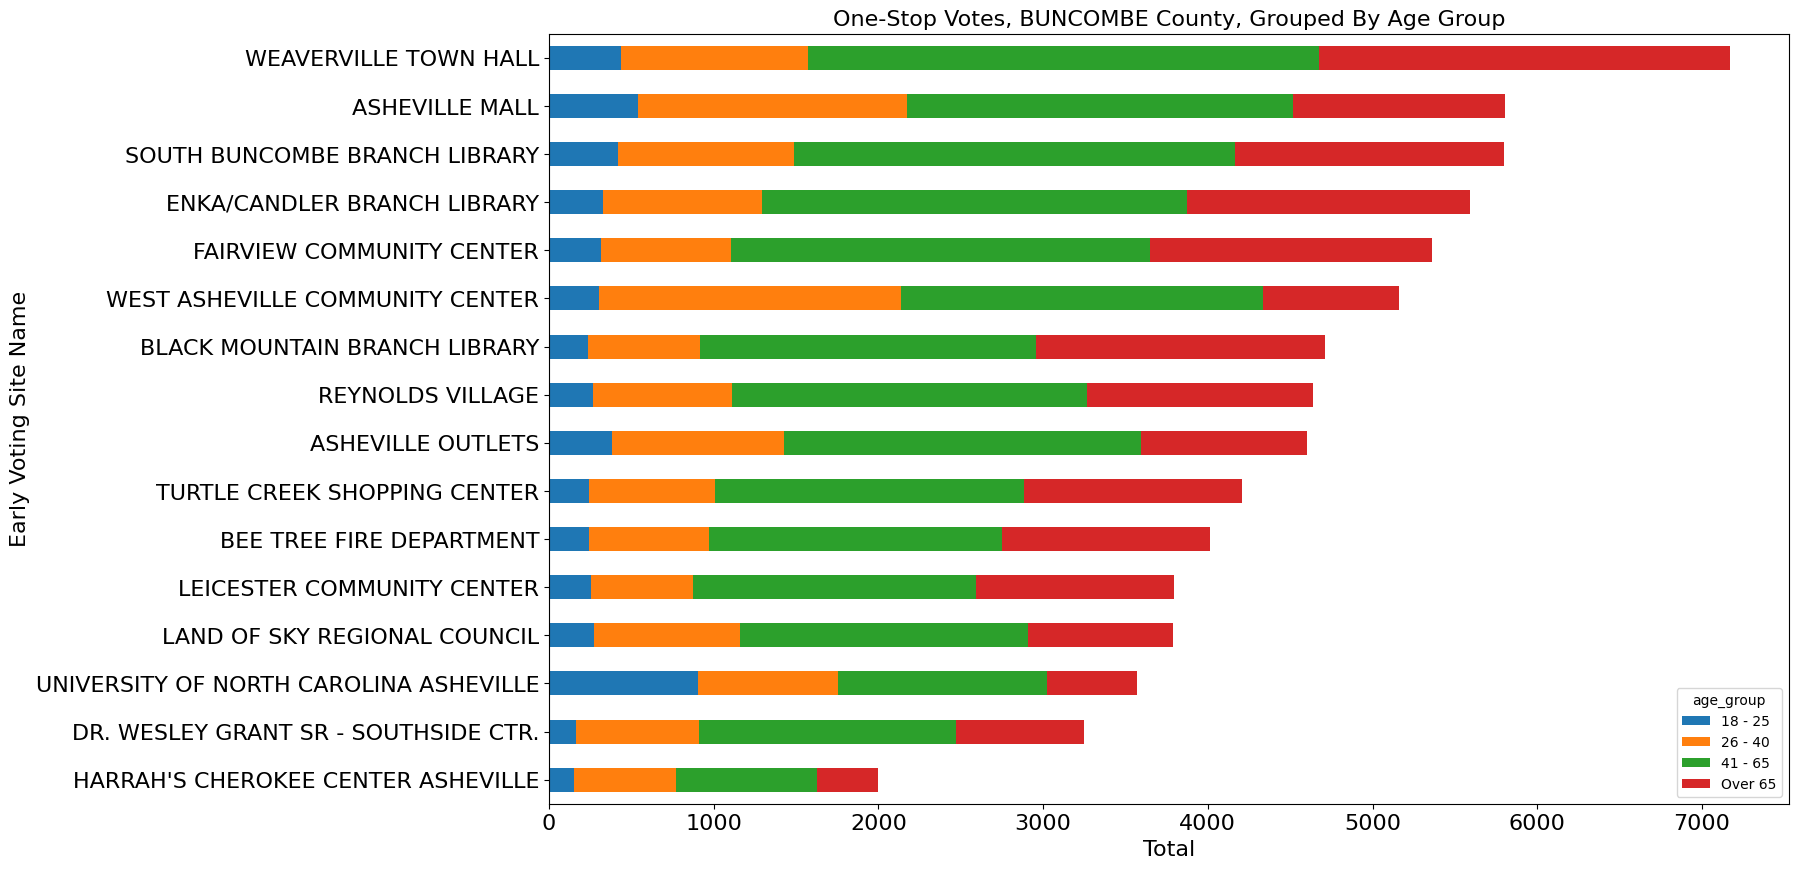 One-Stop Votes, BUNCOMBE County, Grouped By Age Group
Early Voting Site Name
WEAVERVILLE TOWN HALL
ASHEVILLE MALL
SOUTH BUNCOMBE BRANCH LIBRARY
ENKA/CANDLER BRANCH LIBRARY
FAIRVIEW COMMUNITY CENTER
WEST ASHEVILLE COMMUNITY CENTER
BLACK MOUNTAIN BRANCH LIBRARY
REYNOLDS VILLAGE
ASHEVILLE OUTLETS
TURTLE CREEK SHOPPING CENTER
BEE TREE FIRE DEPARTMENT
LEICESTER COMMUNITY CENTER
LAND OF SKY REGIONAL COUNCIL
UNIVERSITY OF NORTH CAROLINA ASHEVILLE
DR. WESLEY GRANT SR - SOUTHSIDE CTR.
HARRAH'S CHEROKEE CENTER ASHEVILLE
age_group
18 - 25
26 - 40
41 - 65
Over 65
0 1000 2000 3000 4000 5000 6000 7000
Total